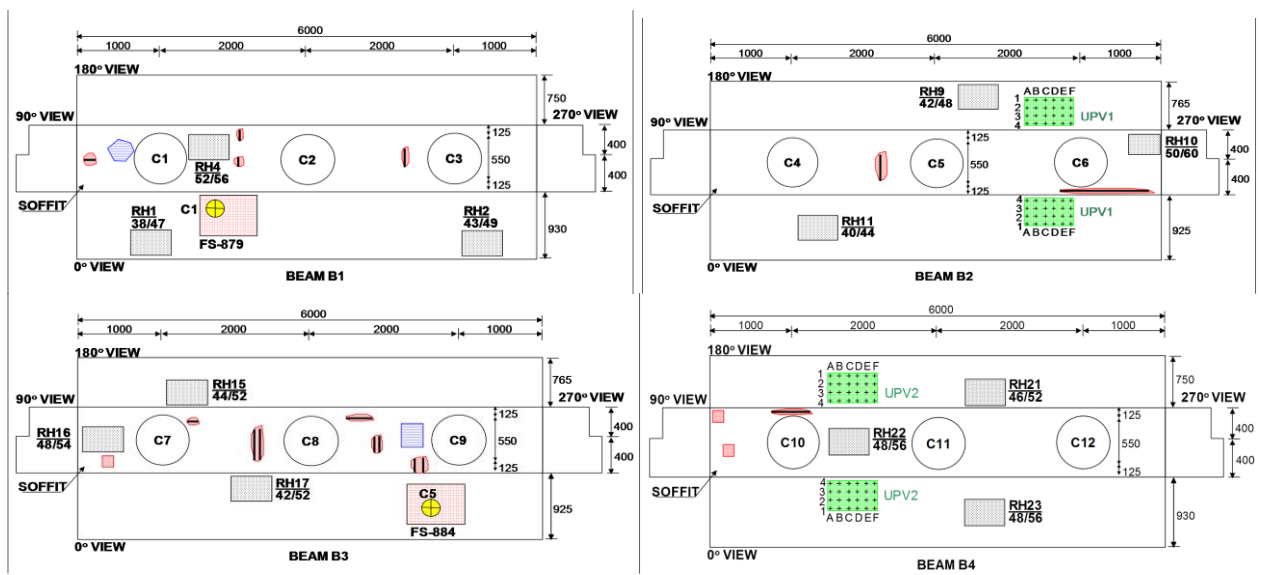 6000
1000 2000 2000 1000
180° VIEW
750
90° VIEW
270° VIEW
125
400
C1
C2
C3
550
RH4
52/56
400
125
SOFFIT
RH1
38/47
C1
RH2
43/49
930
FS-879
0° VIEW
BEAM B1
6000
1000 2000 2000 1000
180° VIEW
RH9
42/48
A B C D E F
1
2
3
4
UPV1
765
90° VIEW
270° VIEW
125
RH10
50/60
400
C4
C5
C6
550
400
125
SOFFIT
4
3
2
1
UPV1
A B C D E F
RH11
40/44
925
0° VIEW
BEAM B2
6000
1000 2000 2000 1000
180° VIEW
RH15
44/52
765
90° VIEW
270° VIEW
125
400
RH16
48/54
C7
C8
C9
550
400
125
SOFFIT
RH17
42/52
C5
925
FS-884
0° VIEW
BEAM B3
6000
1000 2000 2000 1000
180° VIEW
A B C D E F
1
2
3
4
UPV2
RH21
46/52
750
90° VIEW
270° VIEW
125
400
C10
RH22
48/56
C11
C12
550
400
125
SOFFIT
4
3
2
1
UPV2
A B C D E F
RH23
48/56
930
0° VIEW
BEAM B4